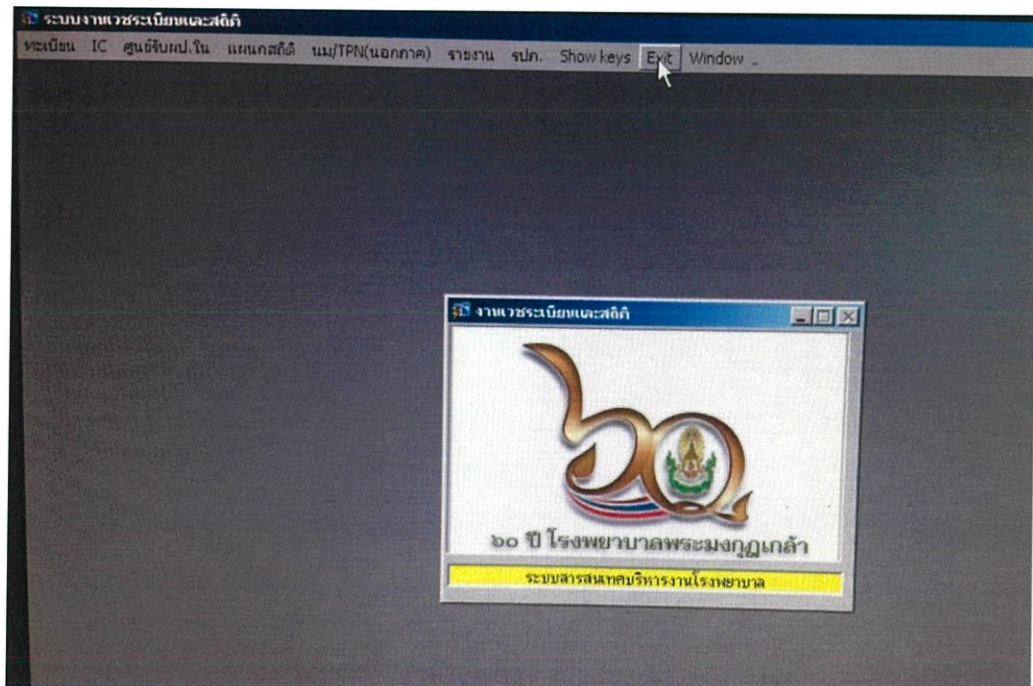 ระบบงานเวชระเบียนและสถิติ
ทะเบียน IC ศูนย์รับผป.ใน แผนกสถิติ นม/TPN(นอกภาค) รายงาน รปภ. Show keys Exit Window
งานเวชระเบียนและสถิติ
๖๐ ปี โรงพยาบาลพระมงกุฎเกล้า
ระบบสารสนเทศบริหารงานโรงพยาบาล